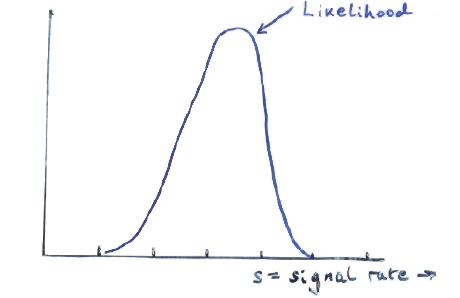 Likelihood
s = signal rate →